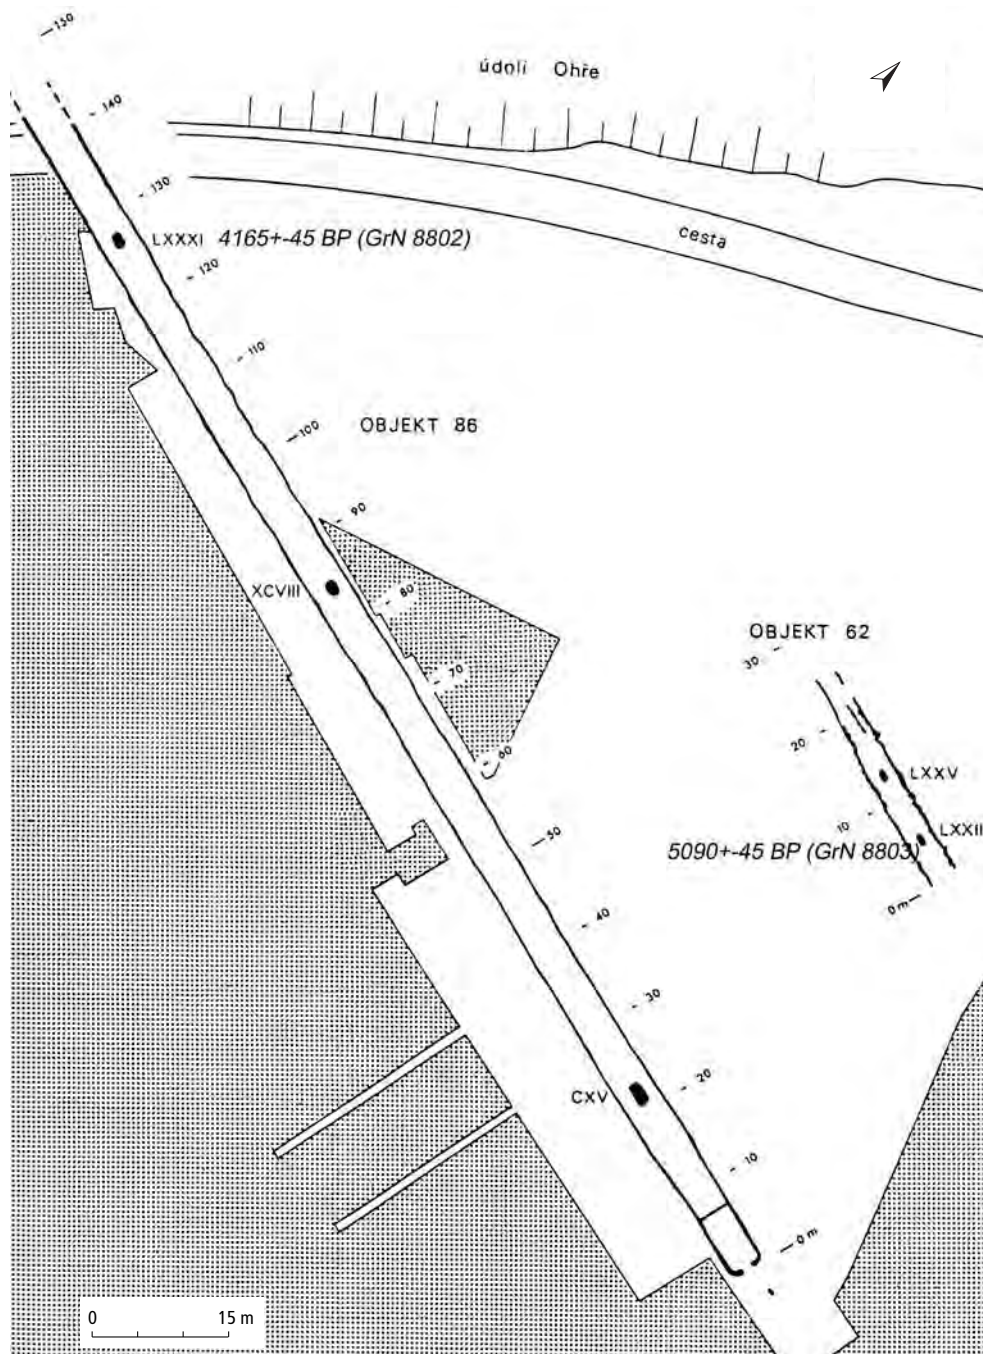 150
údolí Ohře
140
130
LXXXI 4165+-45 BP (GrN 8802)
cesta
120
110
100
OBJEKT 86
90
XCVIII
80
OBJEKT 62
30
70
20
60
LXXV
10
50
LXXII
5090+-45 BP (GrN 8803)
0m
40
30
20
CXV
10
0m
0
15 m